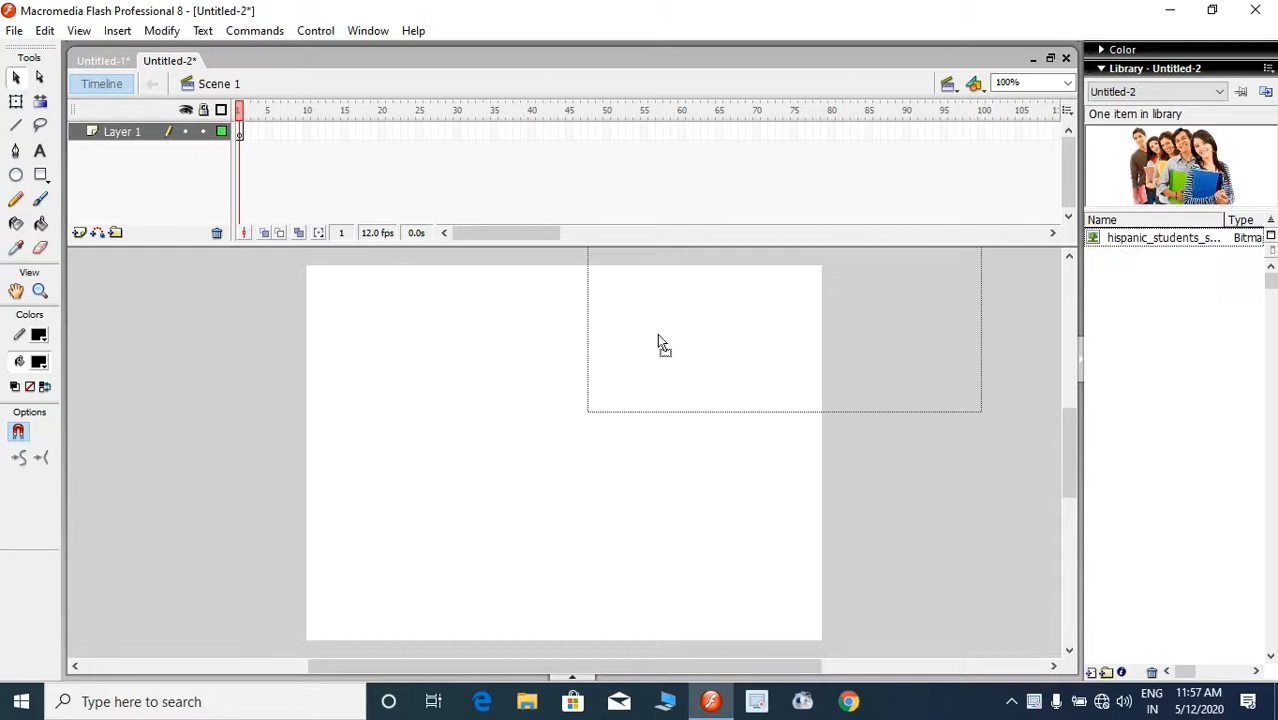 Macromedia Flash Professional 8 - [Untitled-2*]
File Edit View Insert Modify Text Commands Control Window Help
Tools
Untitled-1* Untitled-2*
Color
Library - Untitled-2
Timeline Scene 1 100%
Untitled-2
1 5 10 15 20 25 30 35 40 45 50 55 60 65 70 75 80 85 90 95 100 105 1:
One item in library
Layer 1
Name Type
1 12.0 fps 0.0s
hispanic_students_s... Bitma
View
Colors
Options
Type here to search
ENG
IN
11:57 AM
5/12/2020